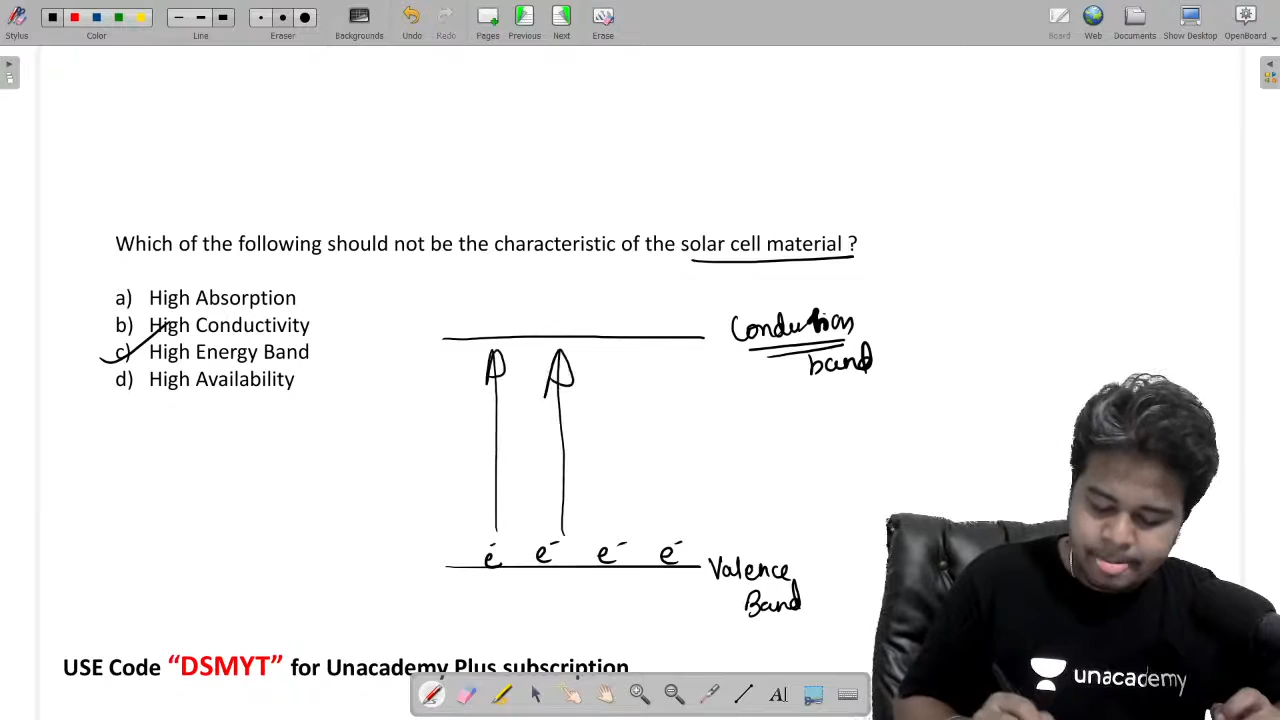 Stylus
Color
Line
Eraser
Backgrounds
Undo
Redo
Pages
Previous
Next
Erase
Board
Web
Documents
Show Desktop
OpenBoard
Which of the following should not be the characteristic of the solar cell material ?
a) High Absorption
b) High Conductivity
c) High Energy Band
d) High Availability
Conduction
band
e⁻ e⁻ e⁻ e⁻
Valence
Band
USE Code “DSMYT” for Unacademy Plus subscription
unacademy